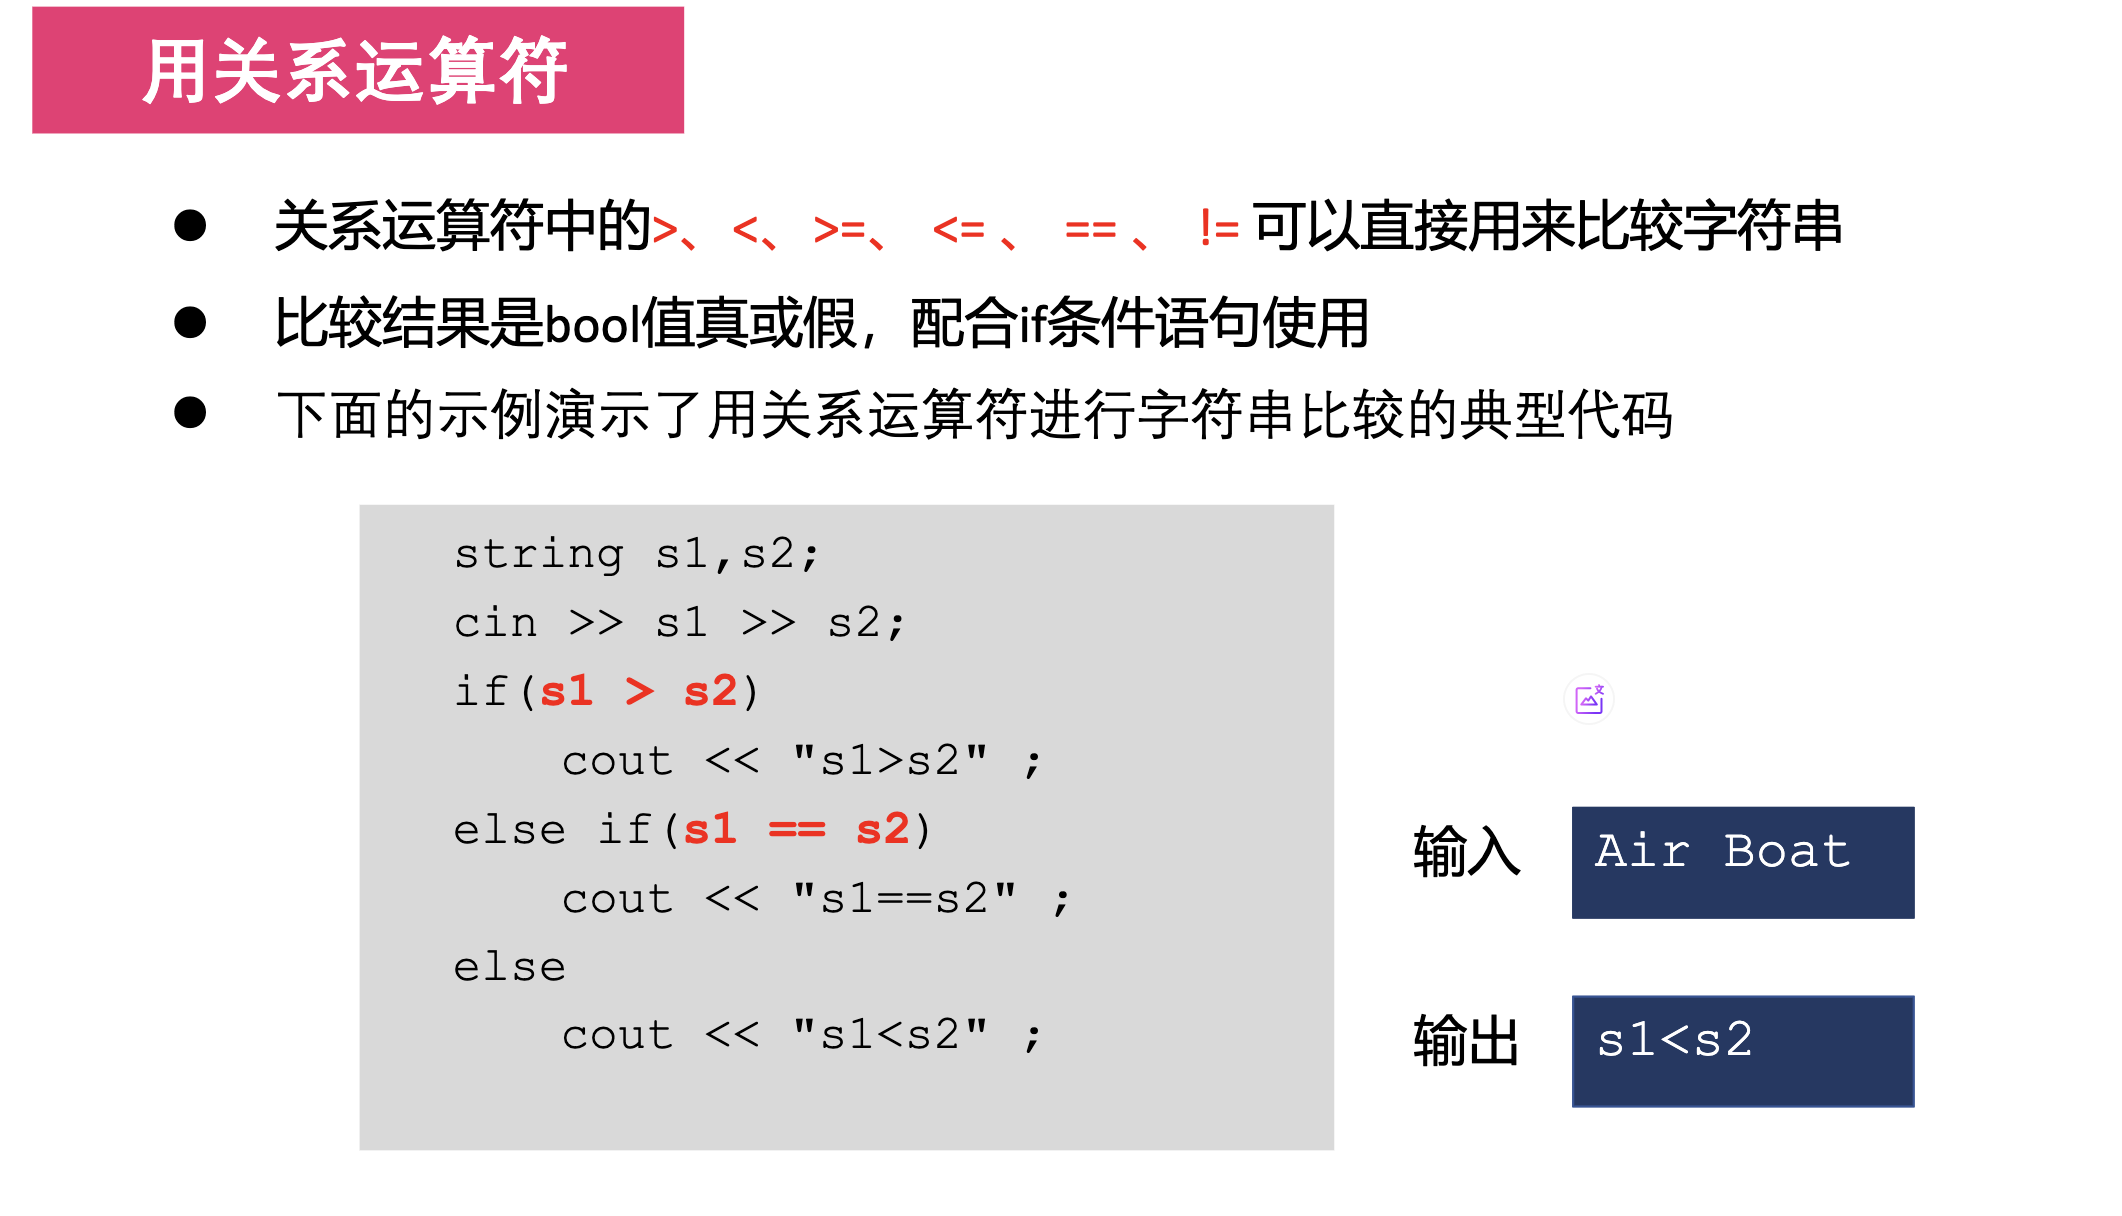 用关系运算符
● 关系运算符中的>、<、>=、 <= 、 == 、 != 可以直接用来比较字符串
● 比较结果是bool值真或假，配合if条件语句使用
● 下面的示例演示了用关系运算符进行字符串比较的典型代码
string s1,s2;
cin >> s1 >> s2;
if(s1 > s2)
    cout << "s1>s2" ;
else if(s1 == s2)
    cout << "s1==s2" ;
else
    cout << "s1<s2" ;
输入 Air Boat
输出 s1<s2